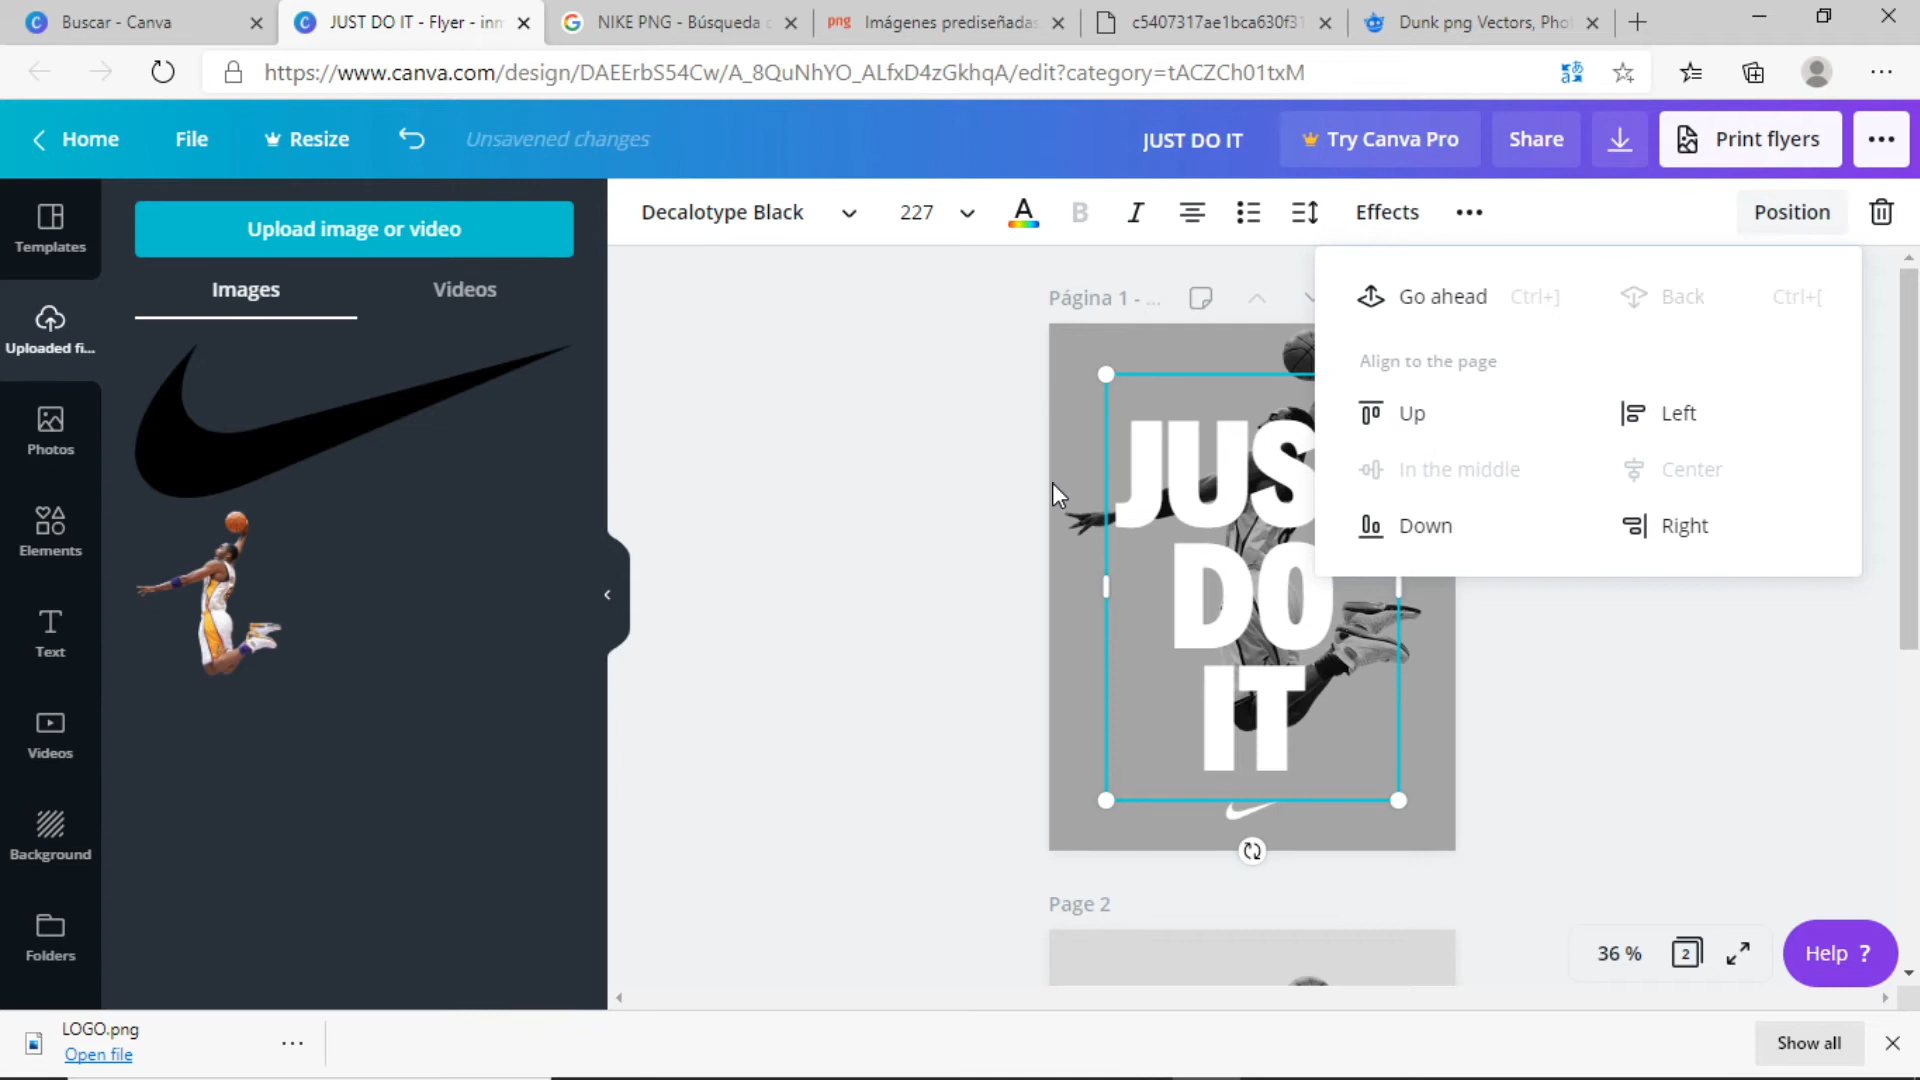 Buscar - Canva
JUST DO IT - Flyer - inm
NIKE PNG - Búsqueda c
png Imágenes prediseñadas
c5407317ae1bca630f31
Dunk png Vectors, Pho
https://www.canva.com/design/DAEErbS54Cw/A_8QuNhYO_ALfxD4zGkhqA/edit?category=tACZCh01txM
Home File Resize Unsavened changes JUST DO IT Try Canva Pro Share Print flyers
Templates
Uploaded fi...
Photos
Elements
Text
Videos
Background
Folders
Upload image or video
Images Videos
Decalotype Black 227 A B I Effects Position
Go ahead Ctrl+] Back Ctrl+[
Align to the page
Up Left
In the middle Center
Down Right
Página 1 - ...
JUS
DO
IT
Page 2
36 % 2 Help ?
LOGO.png
Open file
Show all